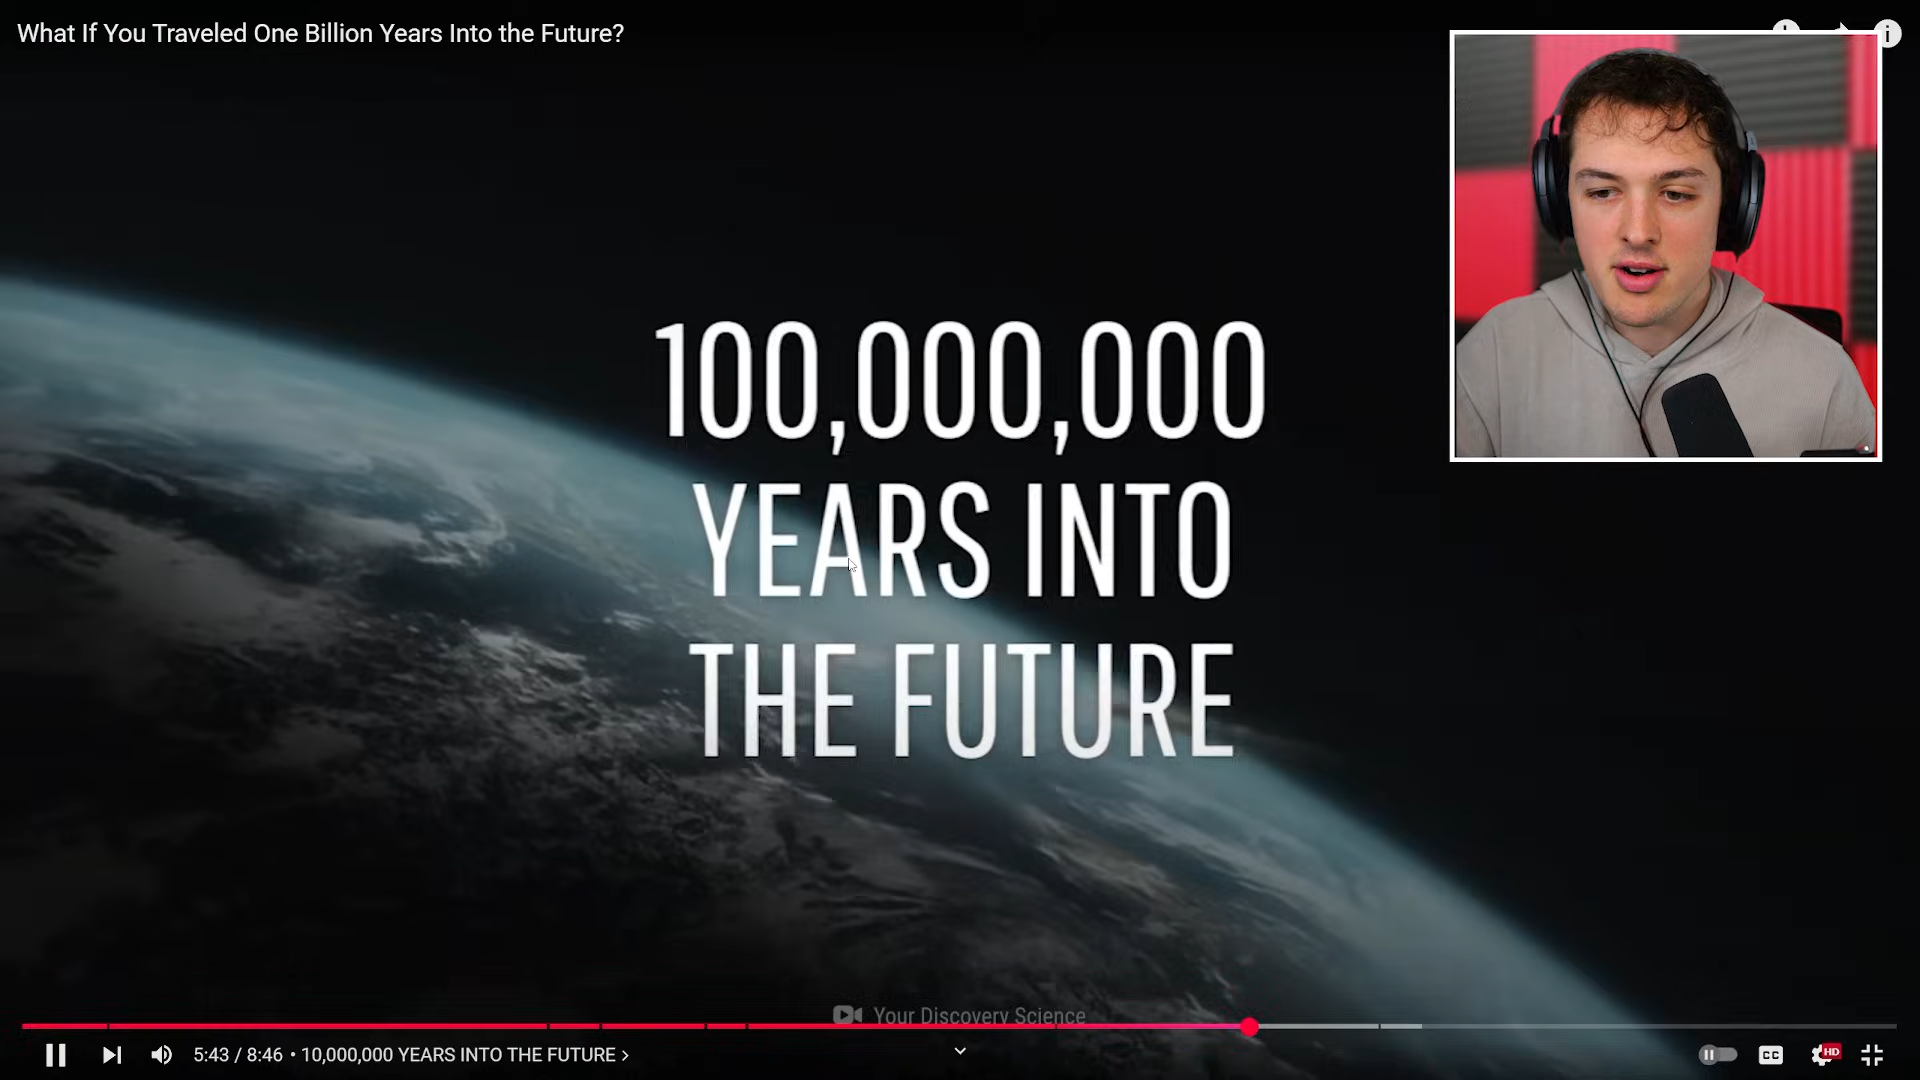 What If You Traveled One Billion Years Into the Future?
100,000,000
YEARS INTO
THE FUTURE
Your Discovery Science
5:43 / 8:46 • 10,000,000 YEARS INTO THE FUTURE >
CC
HD